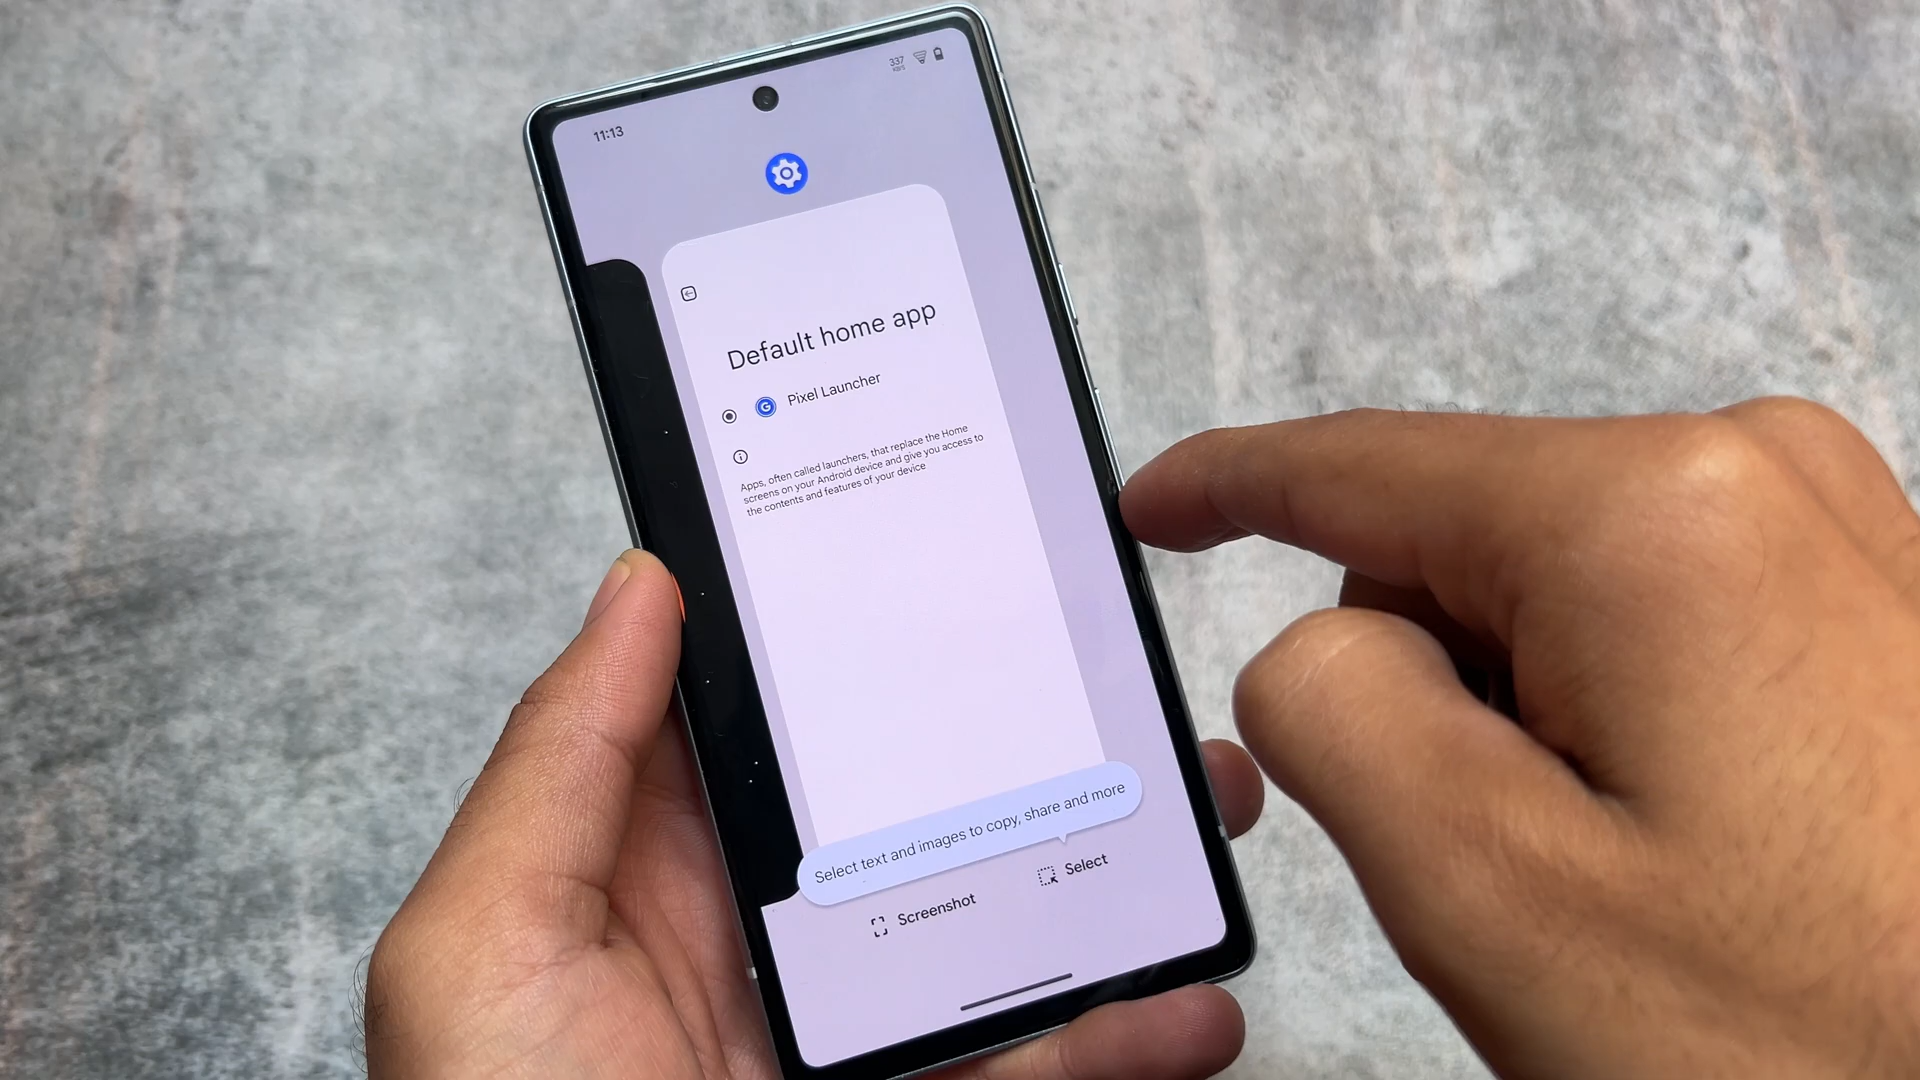 11:13
337
KB/S
Default home app
G
Pixel Launcher
Apps, often called launchers, that replace the Home
screens on your Android device and give you access to
the contents and features of your device
Select text and images to copy, share and more
Screenshot
Select